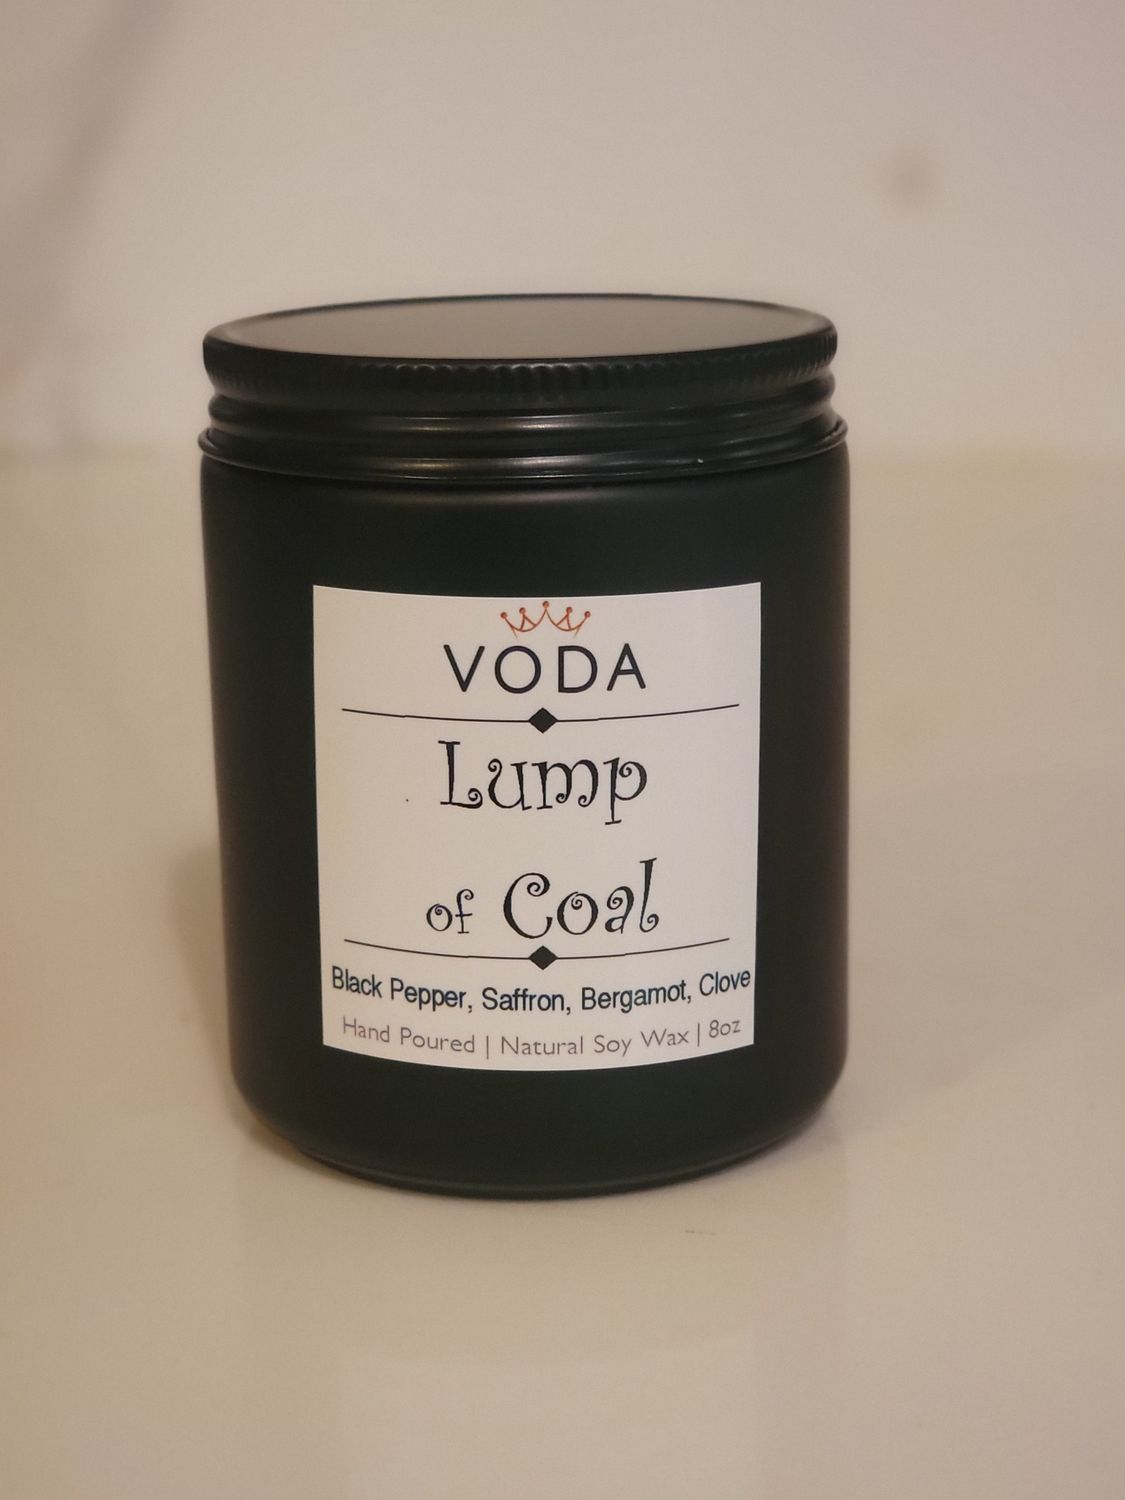 VODA
Lump
of Coal
Black Pepper, Saffron, Bergamot, Clove
Hand Poured | Natural Soy Wax | 8oz